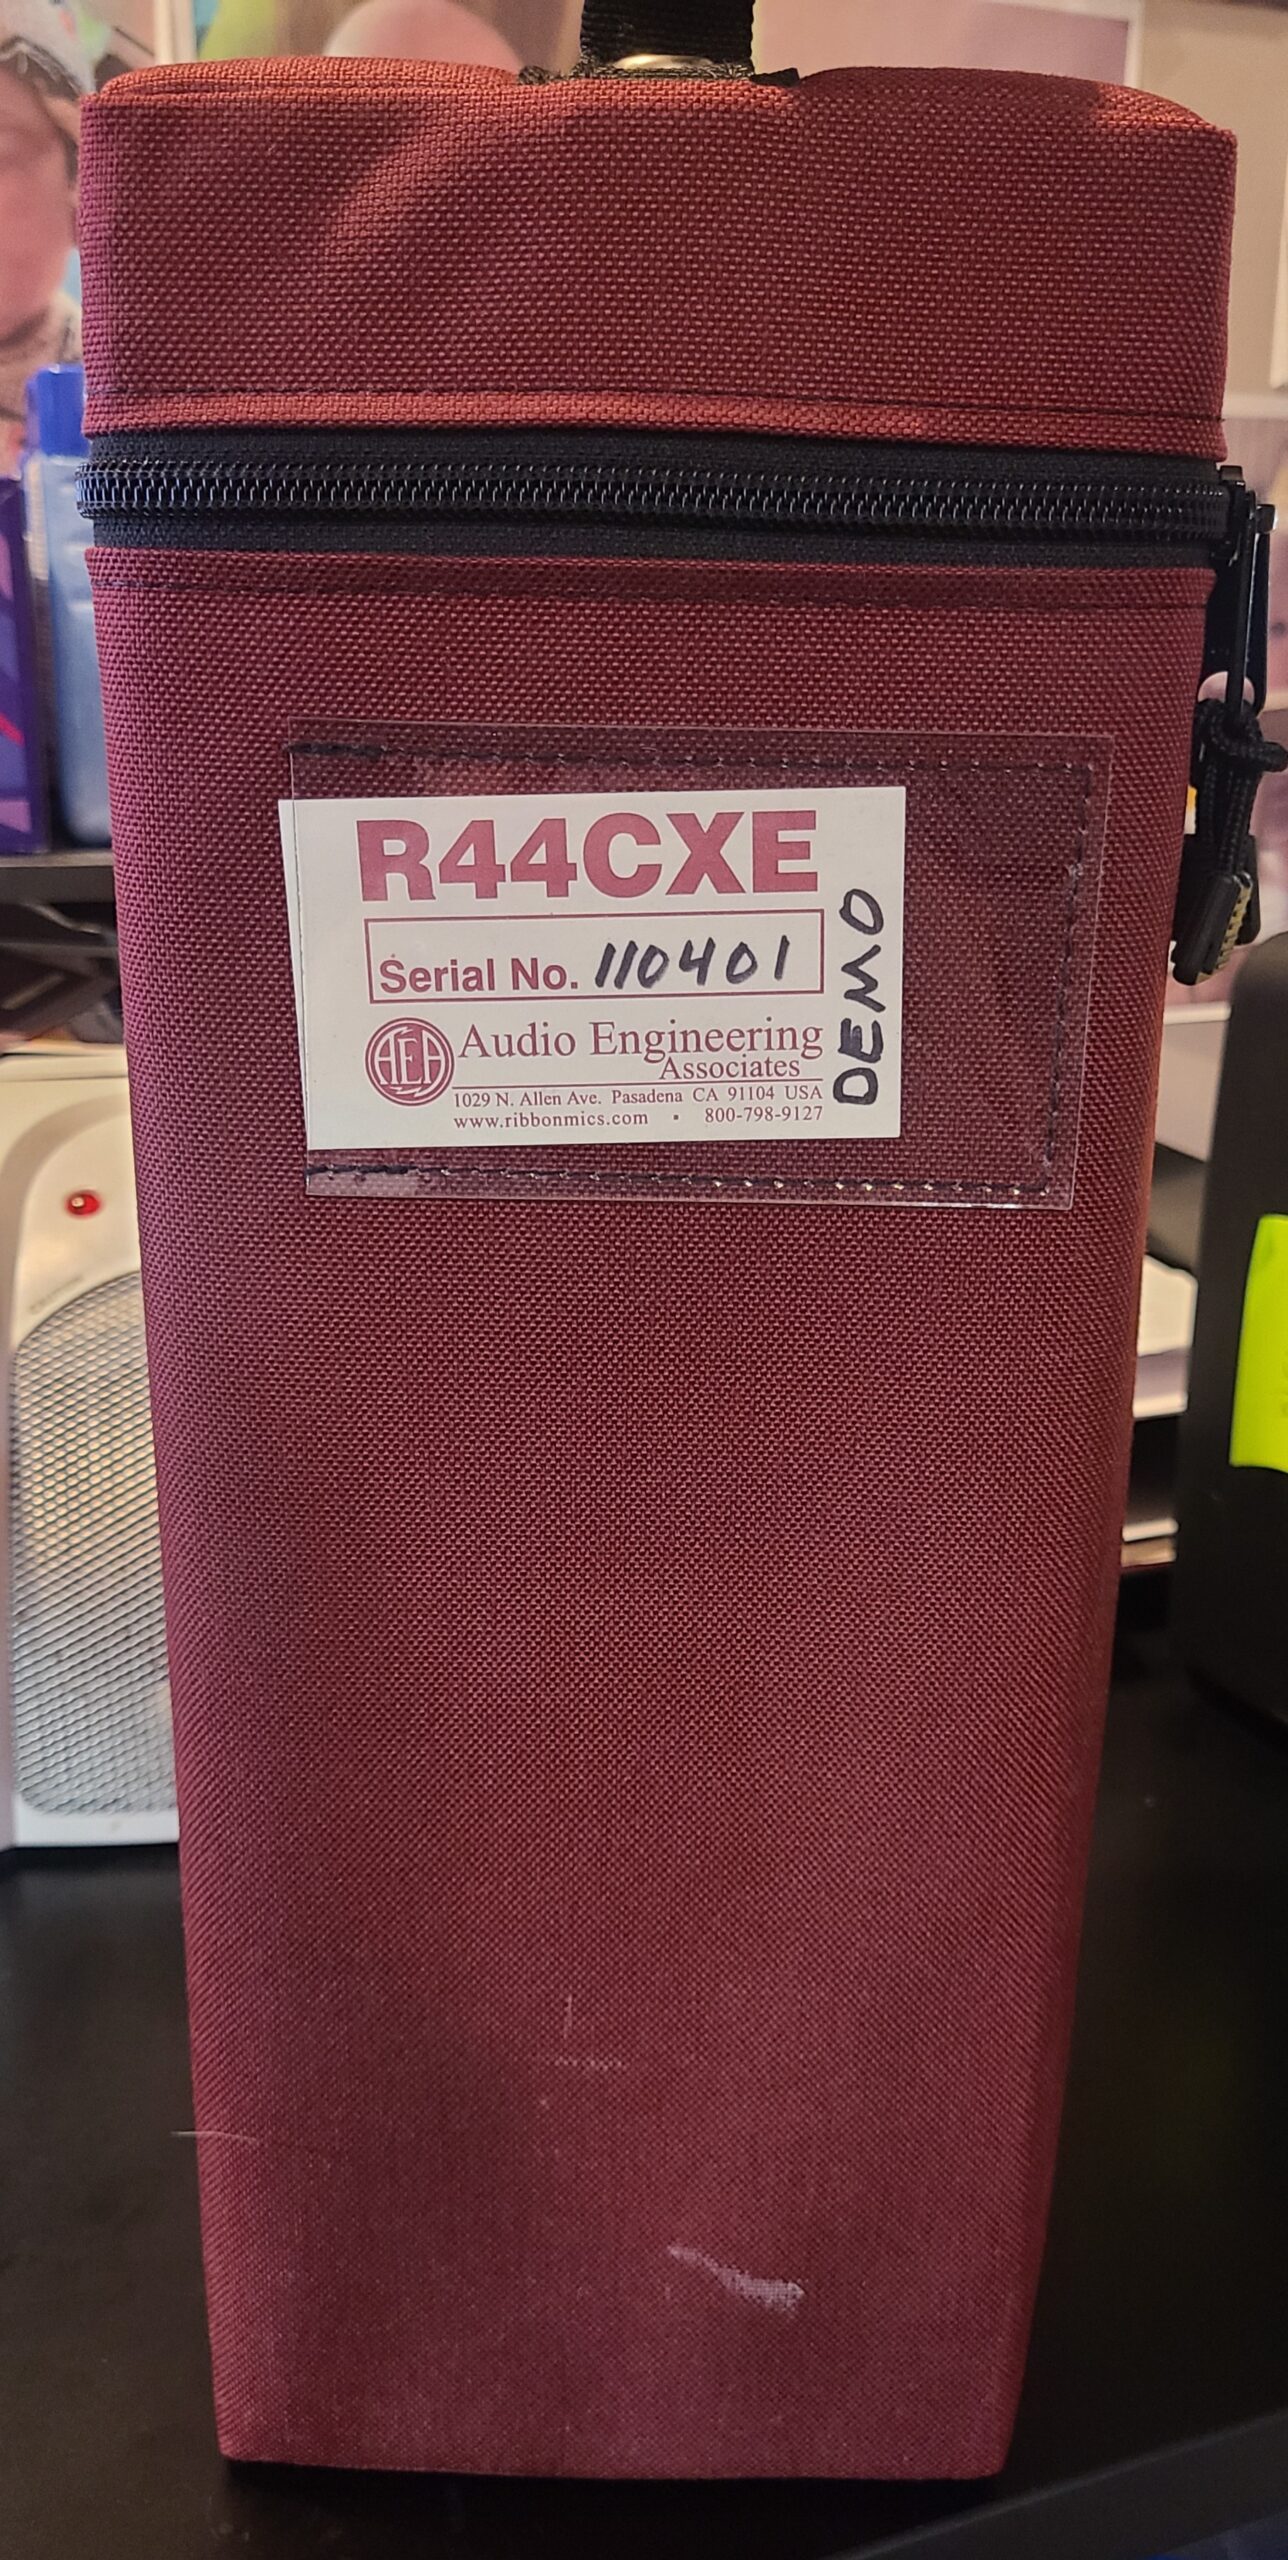 R44CXE
Serial No. 110401
DEMO
AEA
Audio Engineering
Associates
1029 N. Allen Ave. Pasadena CA 91104 USA
www.ribbonmics.com • 800-798-9127